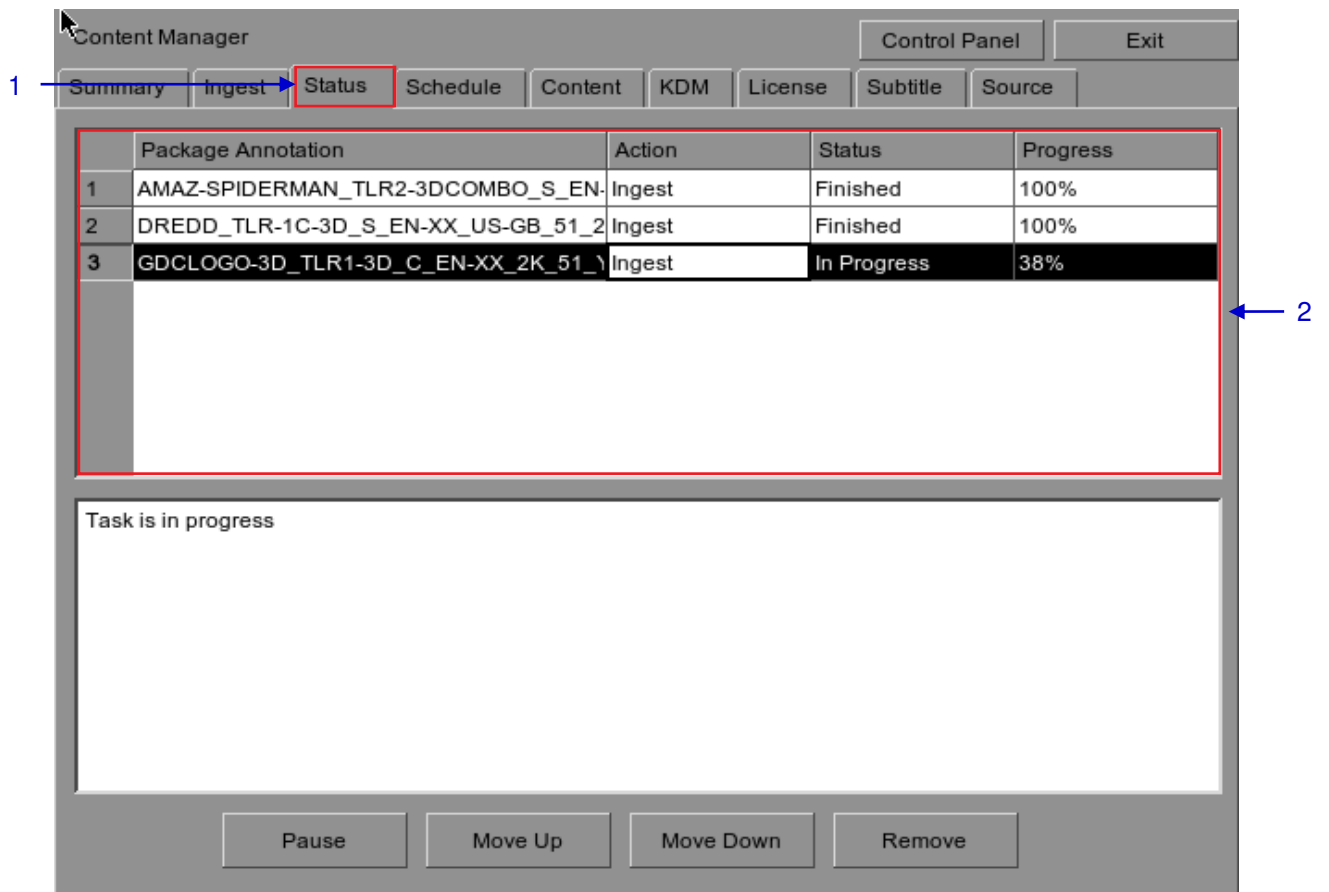 Content Manager Control Panel Exit
1 Summary Ingest Status Schedule Content KDM License Subtitle Source
Package Annotation Action Status Progress
1 AMAZ-SPIDERMAN_TLR2-3DCOMBO_S_EN- Ingest Finished 100%
2 DREDD_TLR-1C-3D_S_EN-XX_US-GB_51_2 Ingest Finished 100%
3 GDCLOGO-3D_TLR1-3D_C_EN-XX_2K_51_ Ingest In Progress 38%
2
Task is in progress
Pause Move Up Move Down Remove